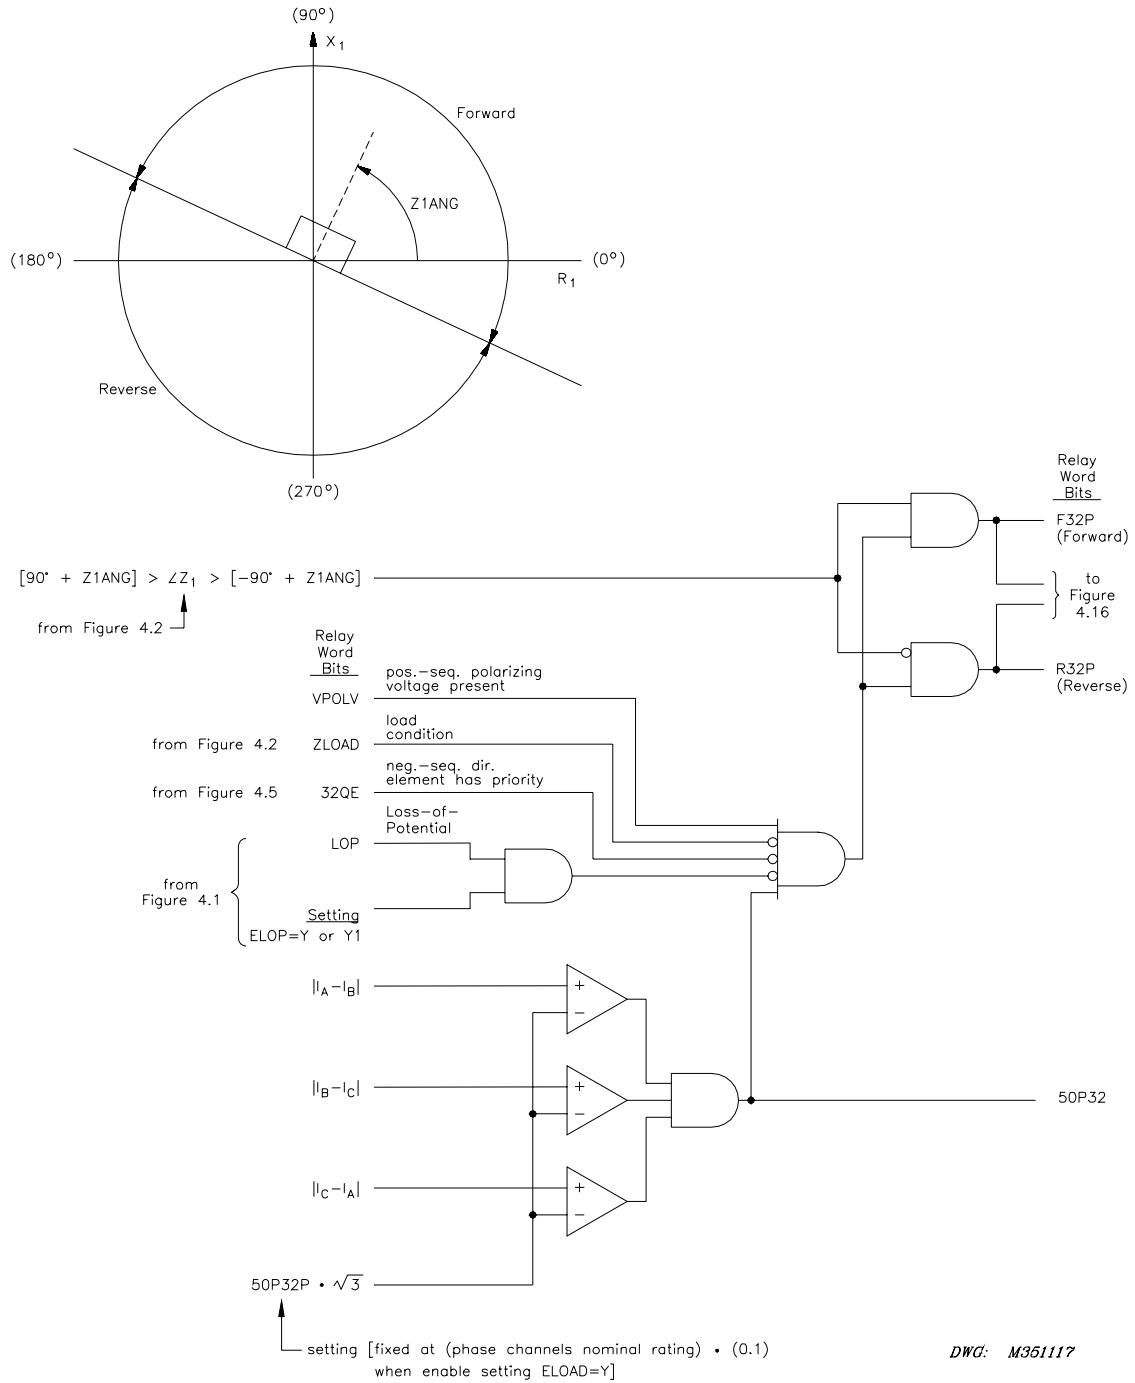 (90°)
X1
Forward
Z1ANG
(180°)
(0°)
R1
Reverse
(270°)
Relay
Word
Bits
F32P
(Forward)
[90° + Z1ANG] > ∠Z1 > [−90° + Z1ANG]
to
Figure
4.16
from Figure 4.2
Relay
Word
Bits
R32P
(Reverse)
pos.−seq. polarizing
voltage present
VPOLV
load
condition
from Figure 4.2 ZLOAD
neg.−seq. dir.
element has priority
from Figure 4.5 32QE
Loss−of−
Potential
LOP
from
Figure 4.1
Setting
ELOP=Y or Y1
|IA−IB|
+
−
|IB−IC|
+
−
50P32
|IC−IA|
+
−
50P32P • √3
setting [fixed at (phase channels nominal rating) • (0.1)
when enable setting ELOAD=Y]
DWG: M351117